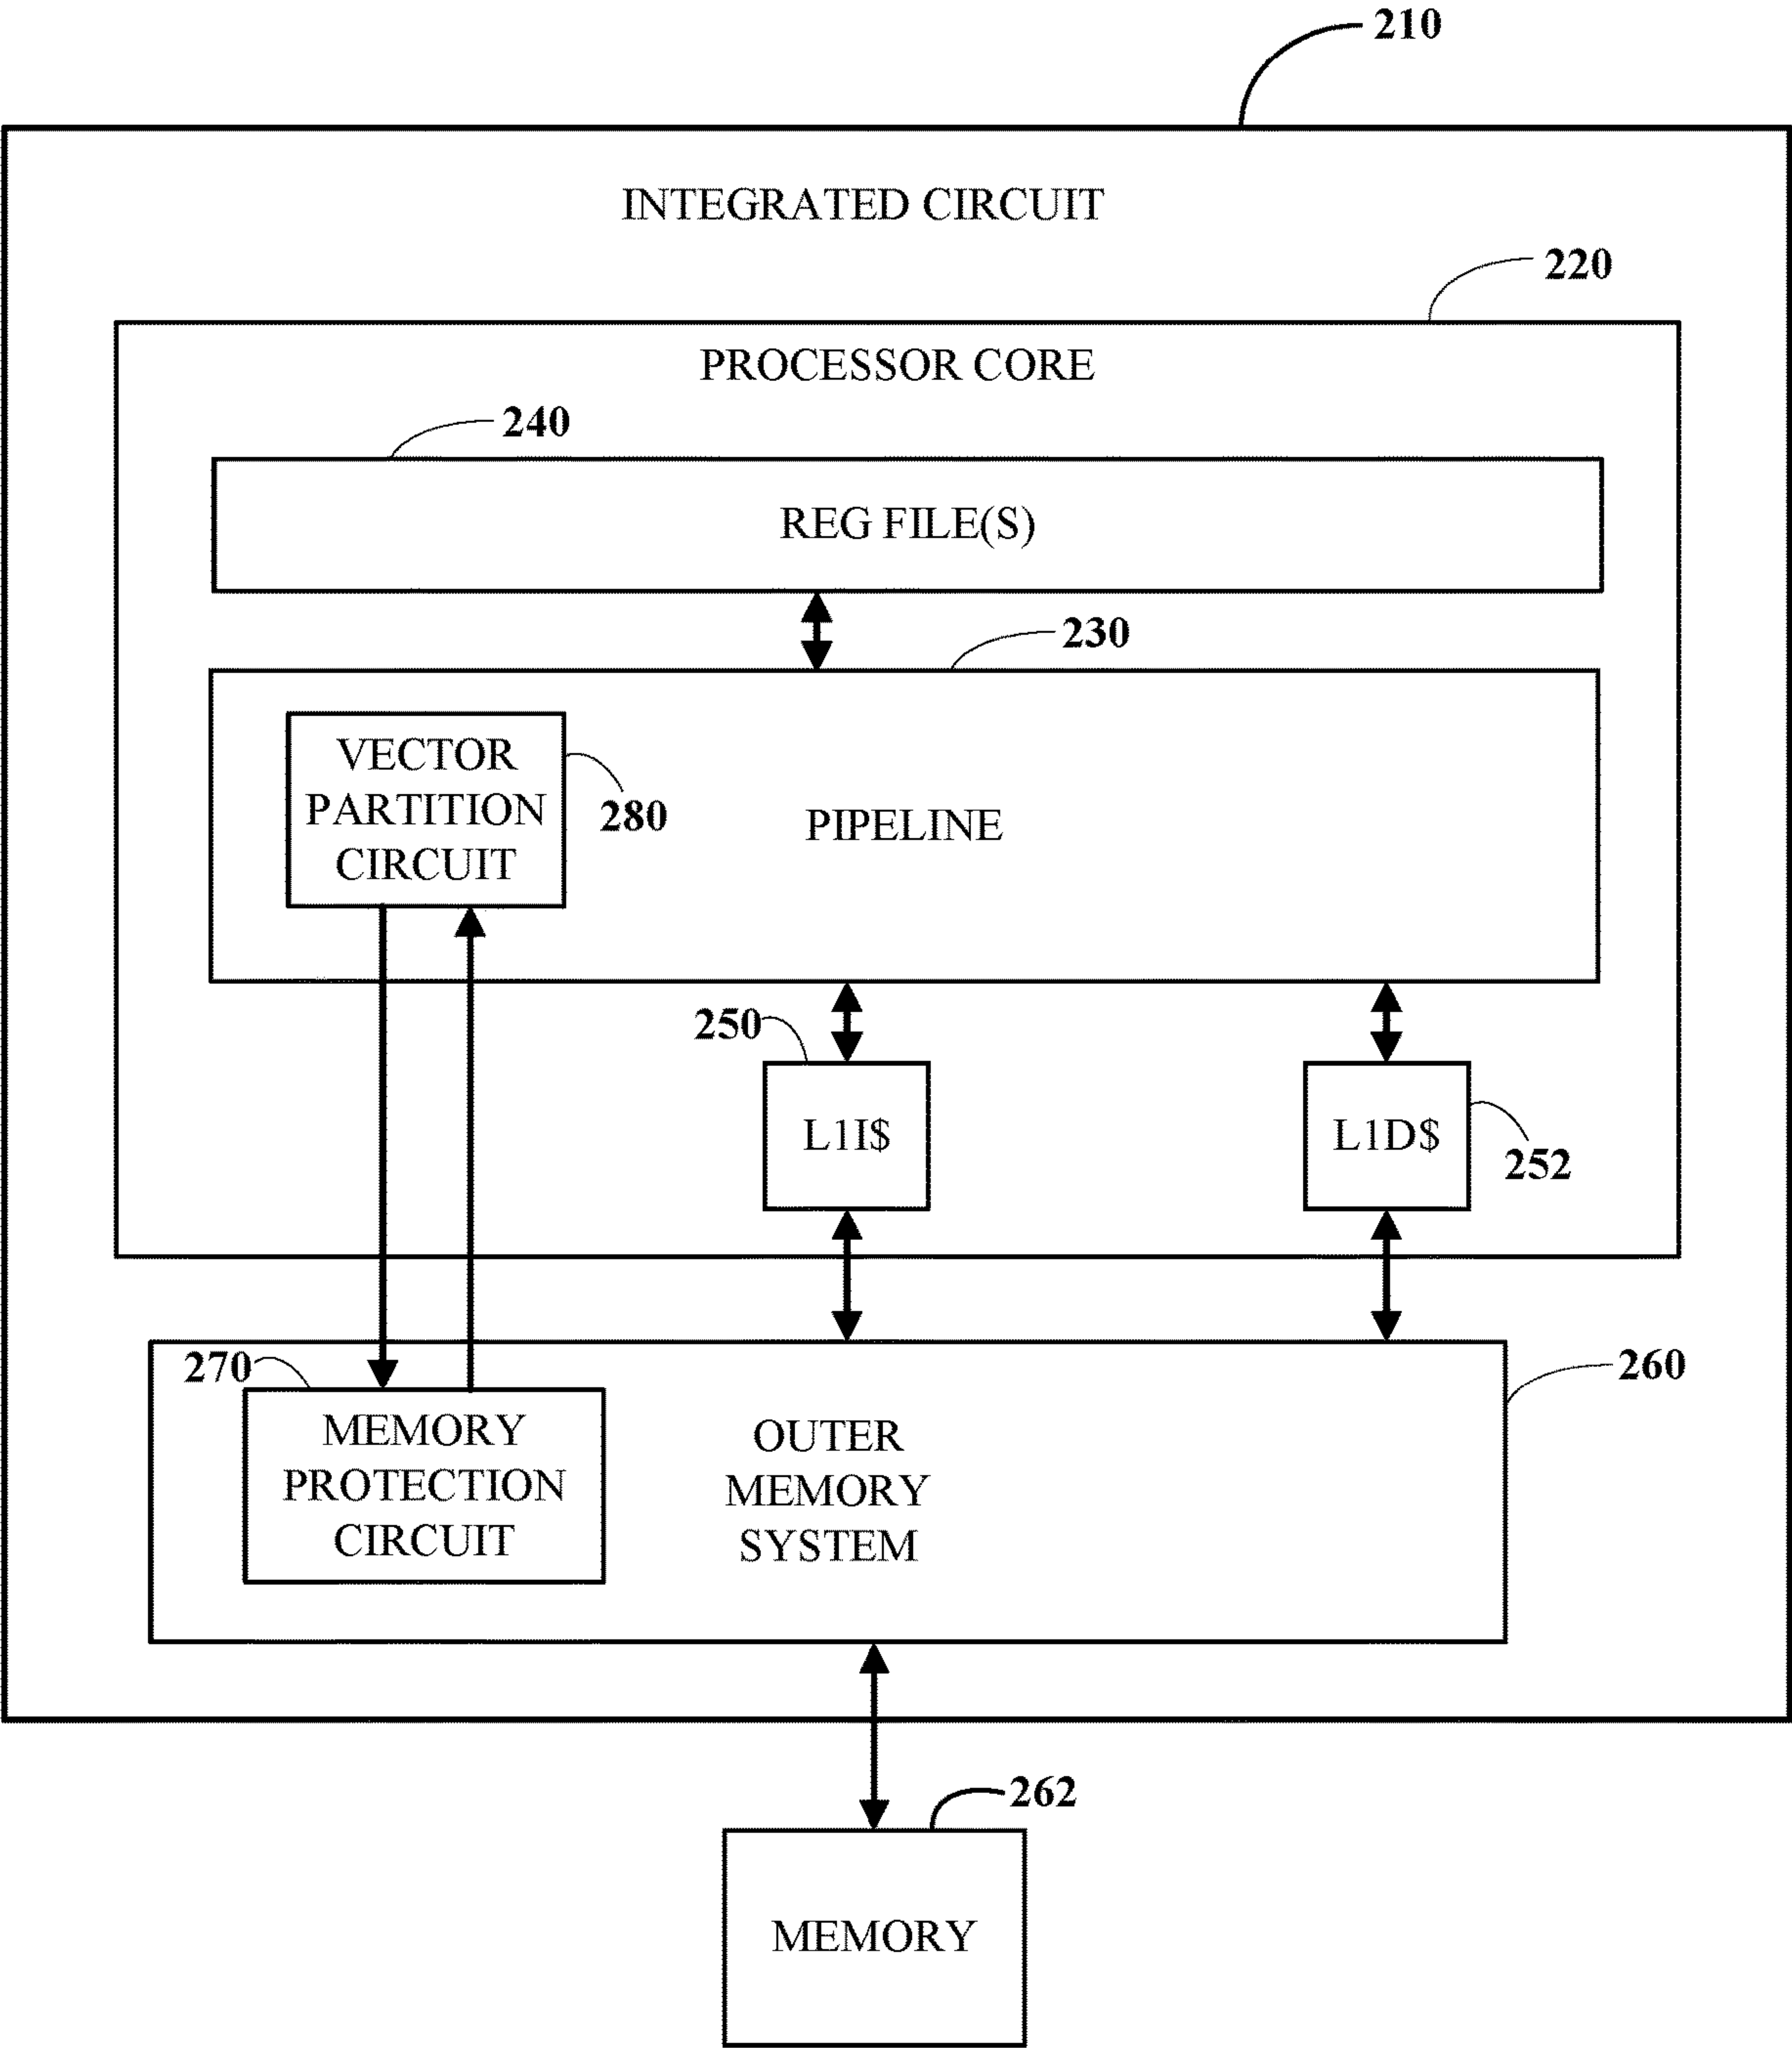 210
INTEGRATED CIRCUIT
220
PROCESSOR CORE
240
REG FILE(S)
230
VECTOR
PARTITION
CIRCUIT
280
PIPELINE
250
L1I$
L1D$
252
270
MEMORY
PROTECTION
CIRCUIT
OUTER
MEMORY
SYSTEM
260
262
MEMORY